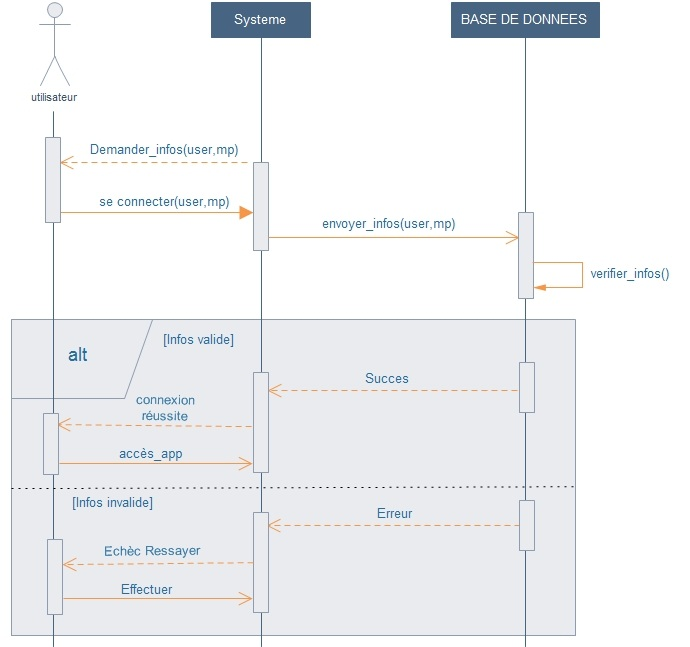 Systeme
BASE DE DONNEES
utilisateur
Demander_infos(user,mp)
se connecter(user,mp)
envoyer_infos(user,mp)
verifier_infos()
alt
[Infos valide]
Succes
connexion
réussite
accès_app
[Infos invalide]
Erreur
Echèc Ressayer
Effectuer